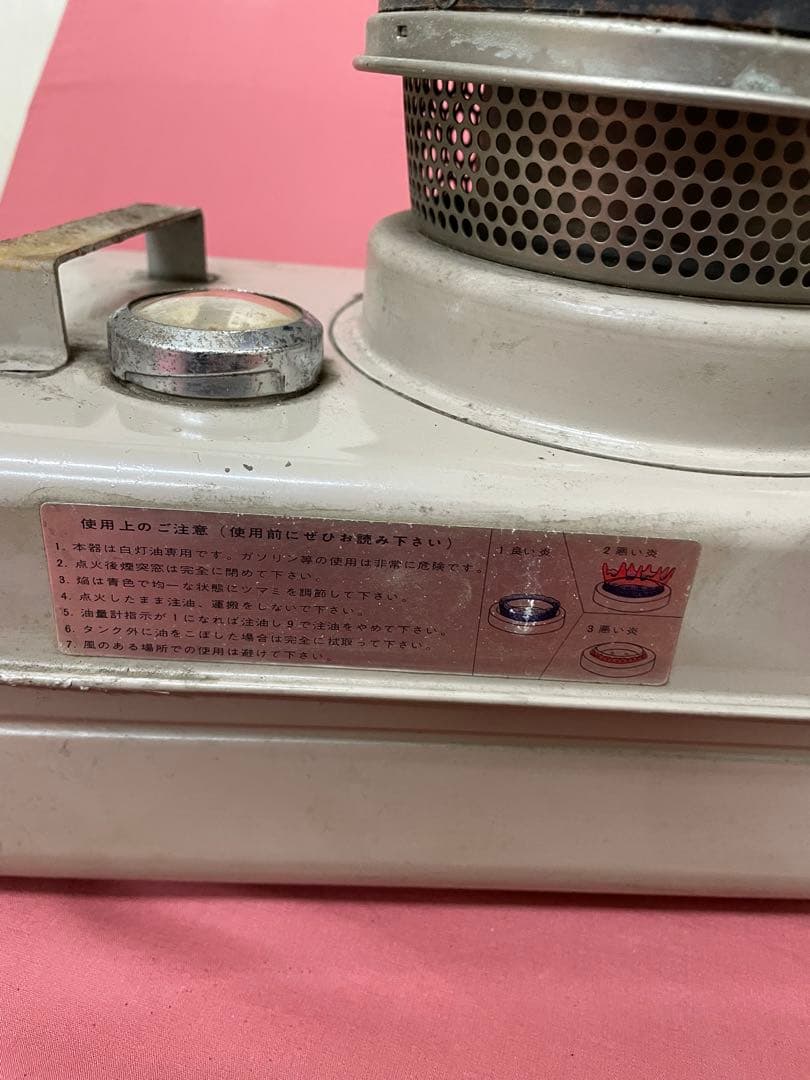 使用上のご注意 (使用前にぜひお読み下さい)
1. 本器は白灯油専用です。ガソリン等の使用は非常に危険です。
2. 点火後煙突窓は完全に閉めて下さい。
3. 焔は青色で均一な状態にツマミを調節して下さい。
4. 点火したまま注油、運搬をしないで下さい。
5. 油量計指示が1になれば注油し9で注油をやめて下さい。
6. タンク外に油をこぼした場合は完全に拭取って下さい。
7. 風のある場所での使用は避けて下さい。
1 良い炎
2 悪い炎
3 悪い炎